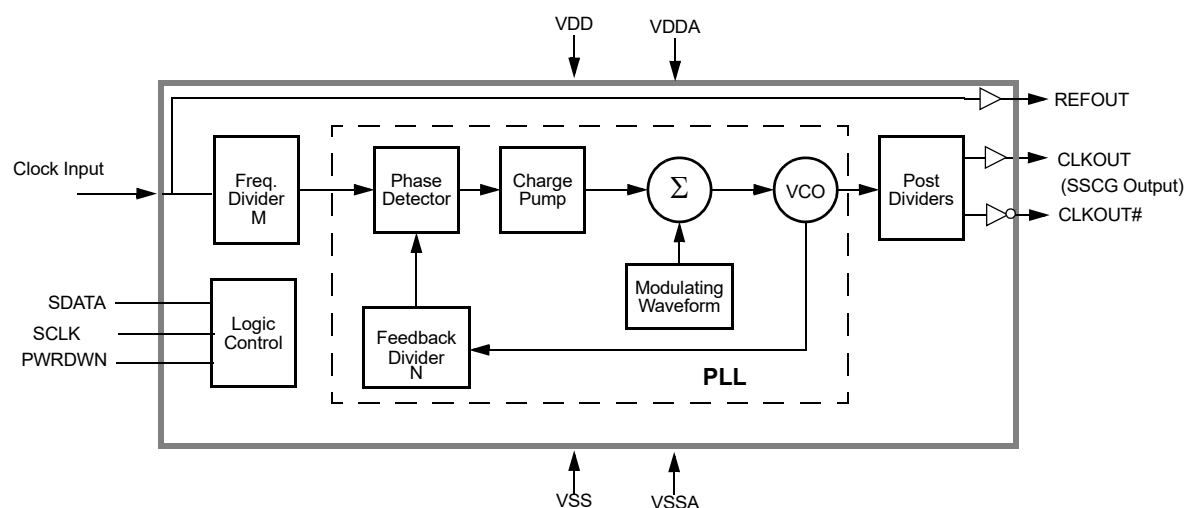 VDD
VDDA
REFOUT
Clock Input
Freq.
Divider
M
Phase
Detector
Charge
Pump
Σ
VCO
Post
Dividers
CLKOUT
(SSCG Output)
CLKOUT#
Modulating
Waveform
SDATA
SCLK
PWRDWN
Logic
Control
Feedback
Divider
N
PLL
VSS
VSSA